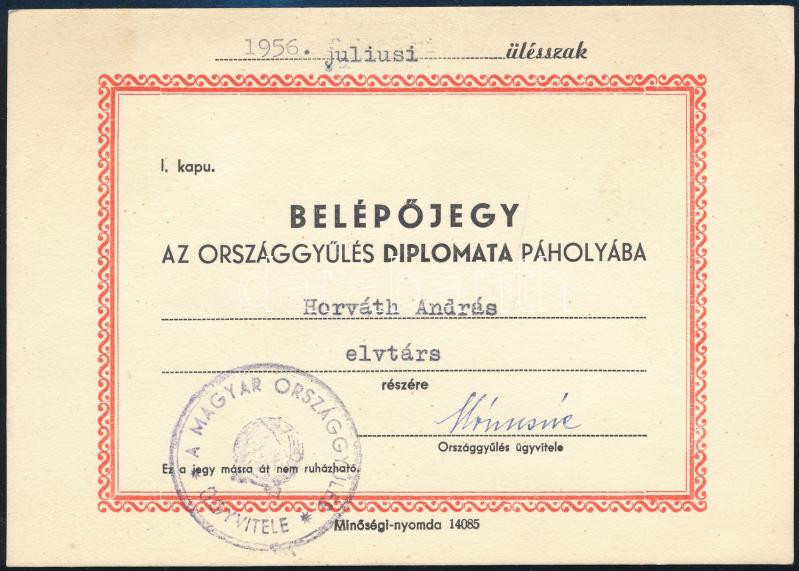 1956. juliusi ülésszak
I. kapu.
BELÉPŐJEGY
AZ ORSZÁGGYŰLÉS DIPLOMATA PÁHOLYÁBA
Horváth András
elvtárs
részére
Országgyűlés ügyvitele
Ez a jegy másra át nem ruházható.
* A MAGYAR ORSZÁGGYŰLÉS * ÜGYVITELE
Minőségi-nyomda 14085